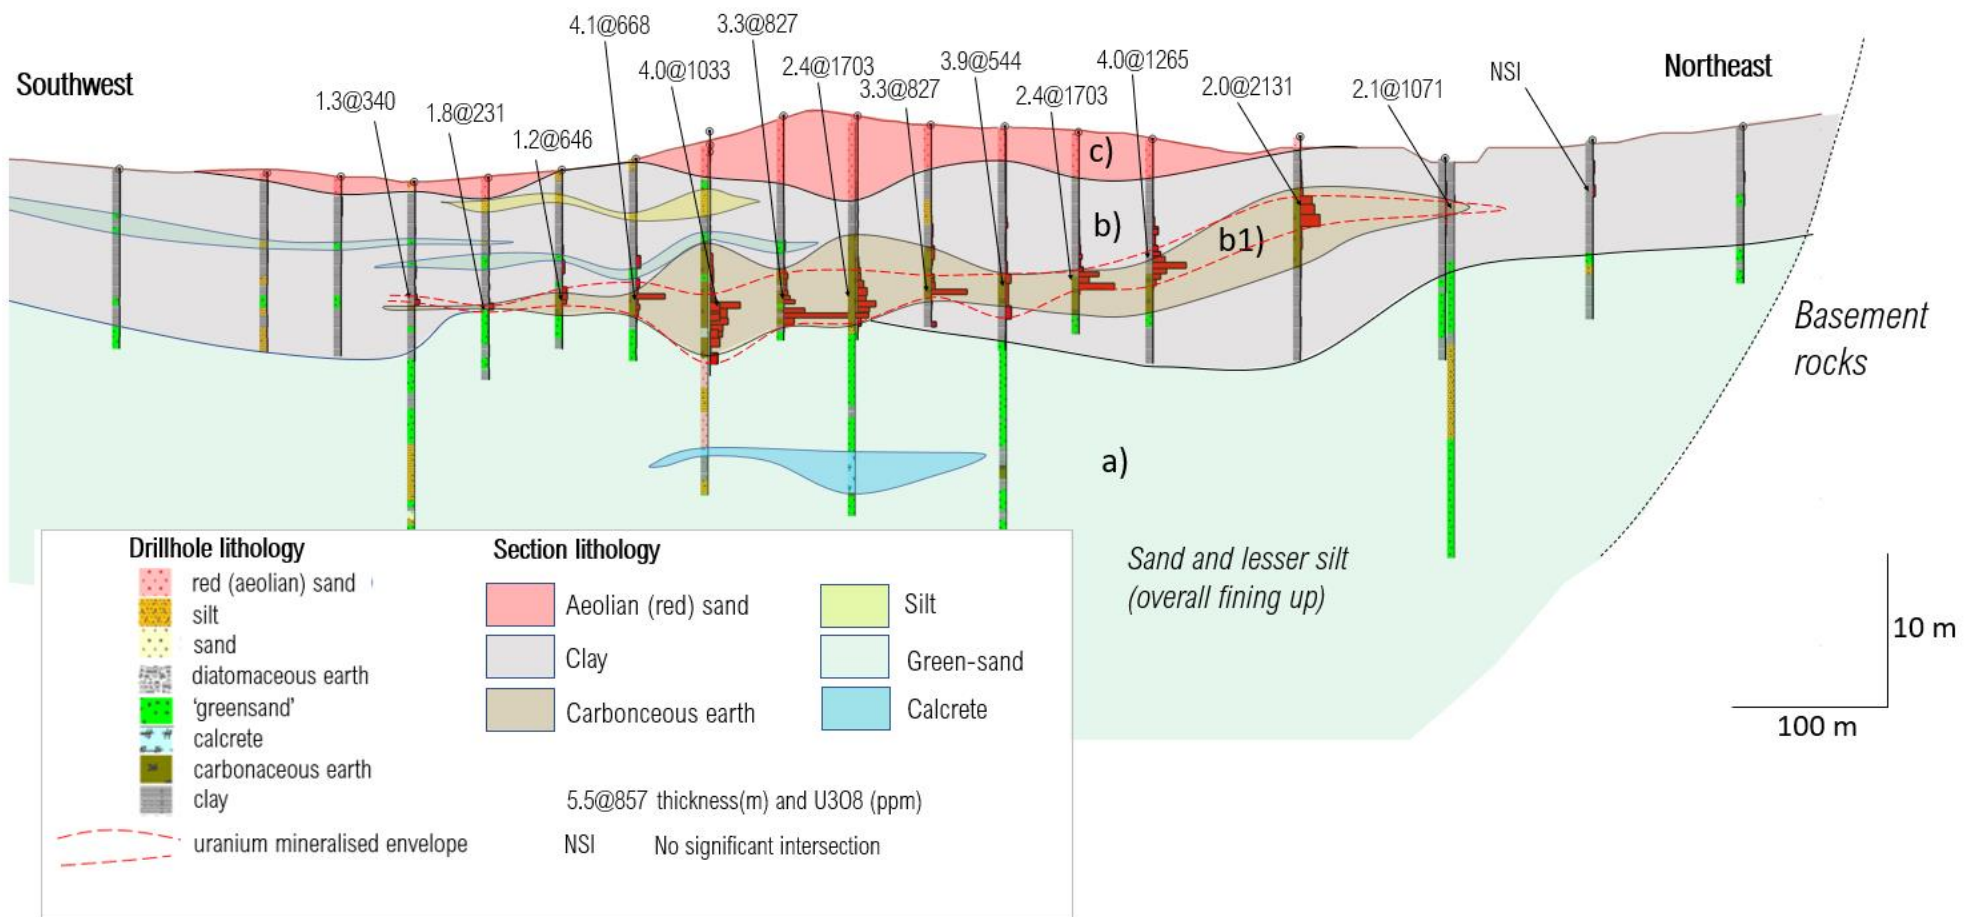 4.1@668
3.3@827
4.0@1033
2.4@1703
3.9@544
4.0@1265
Southwest
3.3@827
2.4@1703
2.0@2131
2.1@1071
NSI
Northeast
1.3@340
1.8@231
1.2@646
c)
b)
b1)
a)
Basement
rocks
Sand and lesser silt
(overall fining up)
10 m
100 m
Drillhole lithology
red (aeolian) sand
silt
sand
diatomaceous earth
'greensand'
calcrete
carbonaceous earth
clay
uranium mineralised envelope
Section lithology
Aeolian (red) sand
Clay
Carbonceous earth
Silt
Green-sand
Calcrete
5.5@857 thickness(m) and U3O8 (ppm)
NSI No significant intersection